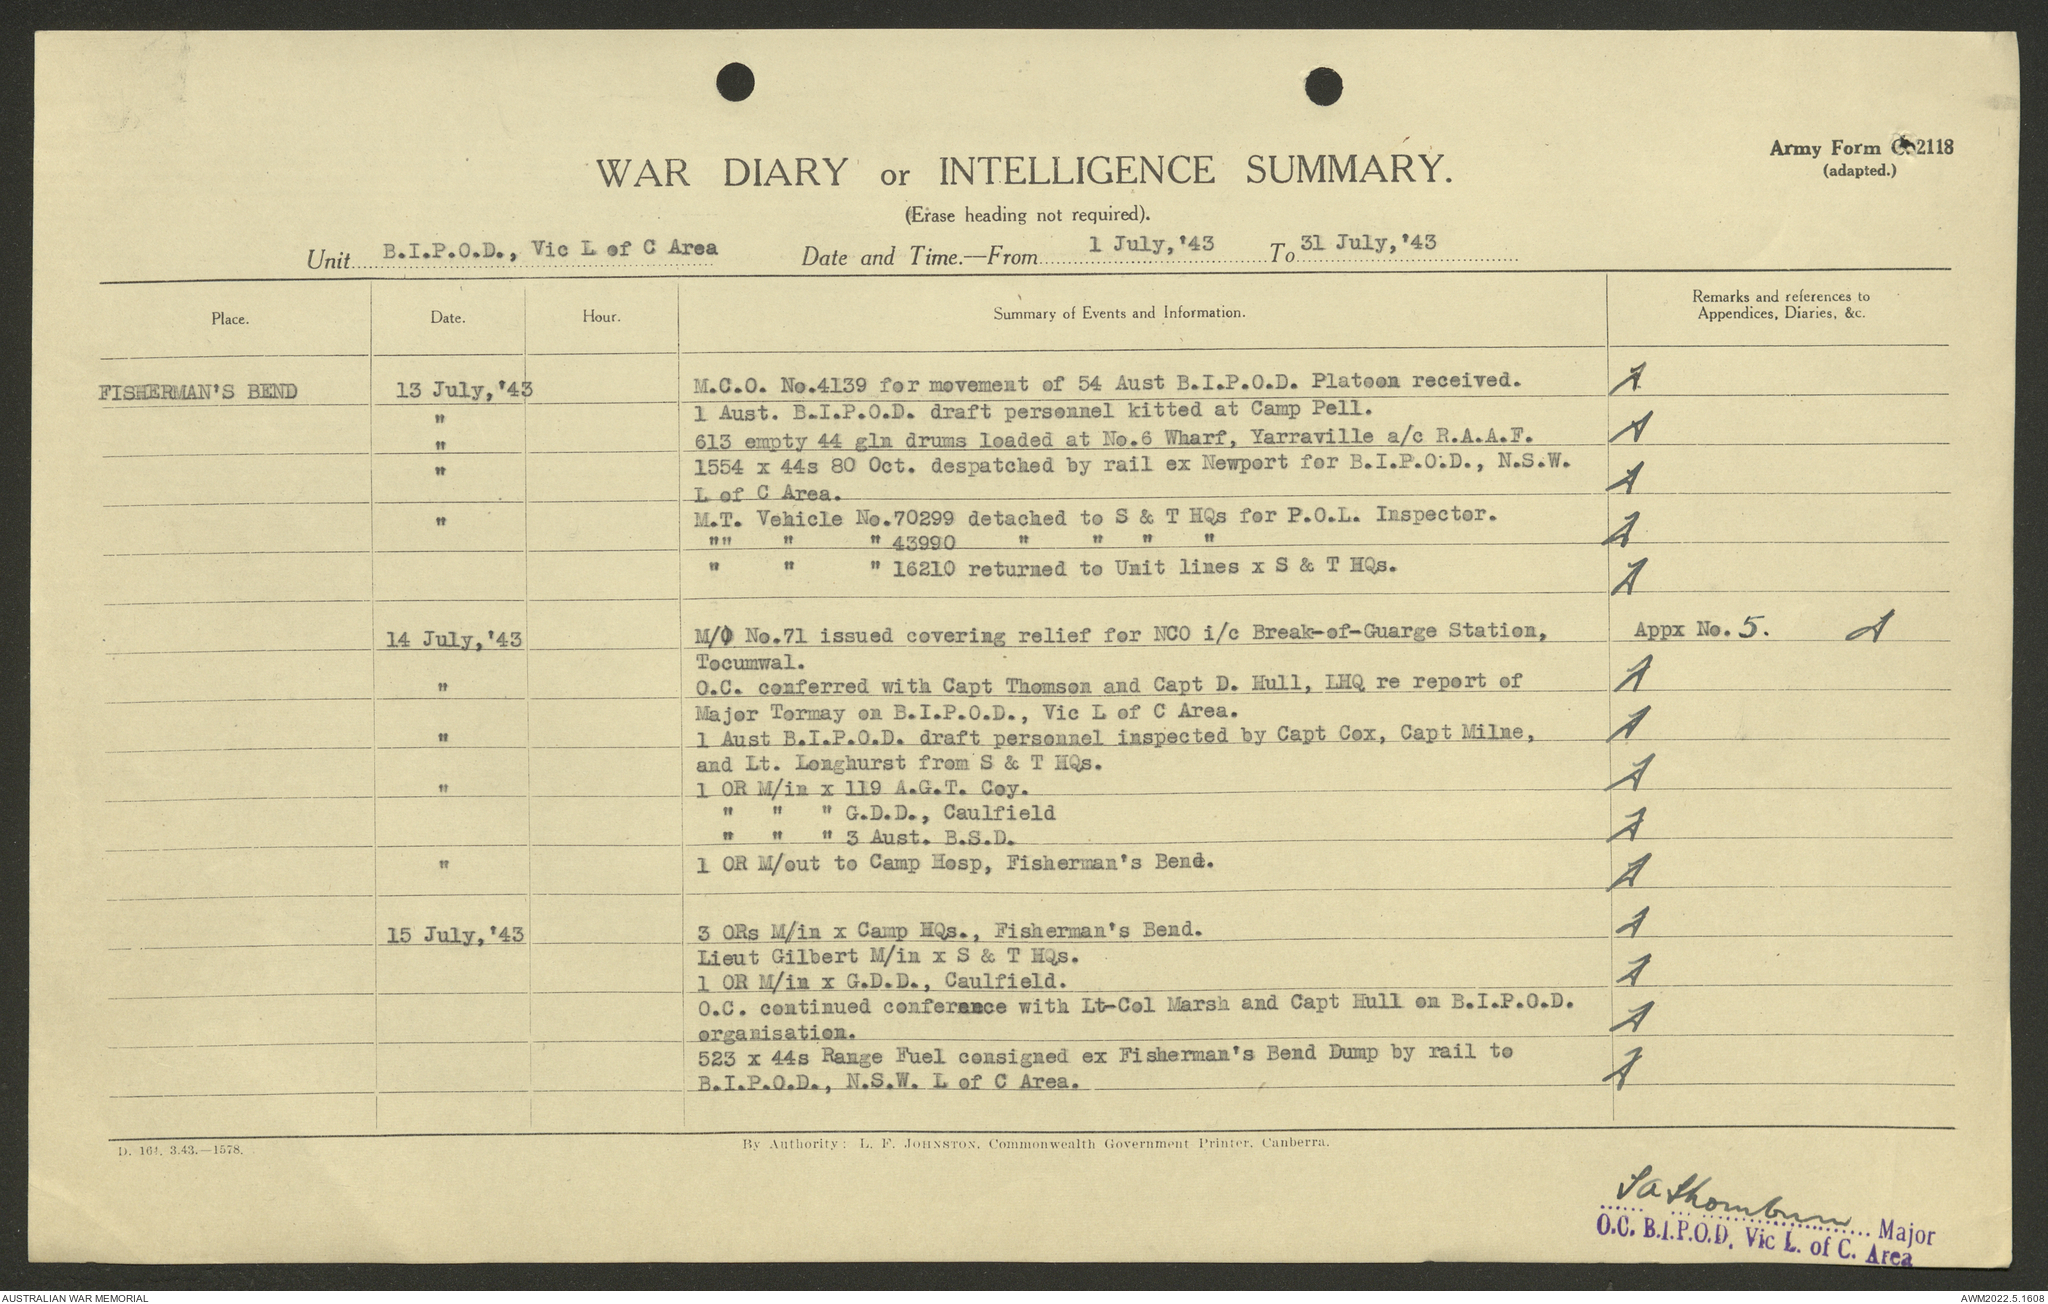 WAR DIARY or INTELLIGENCE SUMMARY.
Army Form C. 2118
(adapted.)
(Erase heading not required).
Unit B.I.P.O.D., Vic L of C Area Date and Time.—From 1 July,'43 To 31 July,'43
Place. Date. Hour. Summary of Events and Information. Remarks and references to
Appendices, Diaries, &c.
FISHERMAN'S BEND 13 July,'43 M.C.O. No.4139 for movement of 54 Aust B.I.P.O.D. Platoon received.
" 1 Aust. B.I.P.O.D. draft personnel kitted at Camp Pell.
" 613 empty 44 gln drums loaded at No.6 Wharf, Yarraville a/c R.A.A.F.
" 1554 x 44s 80 Oct. despatched by rail ex Newport for B.I.P.O.D., N.S.W.
L of C Area.
" M.T. Vehicle No.70299 detached to S & T HQs for P.O.L. Inspector.
"" " " 43990 " " " "
" " " 16210 returned to Unit lines x S & T HQs.
14 July,'43 M/O No.71 issued covering relief for NCO i/c Break-of-Guarge Station, Appx No. 5.
Tocumwal.
" O.C. conferred with Capt Thomson and Capt D. Hull, LHQ re report of
Major Tormay on B.I.P.O.D., Vic L of C Area.
" 1 Aust B.I.P.O.D. draft personnel inspected by Capt Cox, Capt Milne,
and Lt. Longhurst from S & T HQs.
" 1 OR M/in x 119 A.G.T. Coy.
" " " G.D.D., Caulfield
" " " 3 Aust. B.S.D.
" 1 OR M/out to Camp Hosp, Fisherman's Bend.
15 July,'43 3 ORs M/in x Camp HQs., Fisherman's Bend.
Lieut Gilbert M/in x S & T HQs.
1 OR M/in x G.D.D., Caulfield.
O.C. continued conference with Lt-Col Marsh and Capt Hull on B.I.P.O.D.
organisation.
523 x 44s Range Fuel consigned ex Fisherman's Bend Dump by rail to
B.I.P.O.D., N.S.W. L of C Area.
D. 161. 3.43.—1578.
By Authority: L. F. JOHNSTON, Commonwealth Government Printer, Canberra.
Major
O.C. B.I.P.O.D. Vic L. of C. Area
AUSTRALIAN WAR MEMORIAL
AWM2022.5.1608